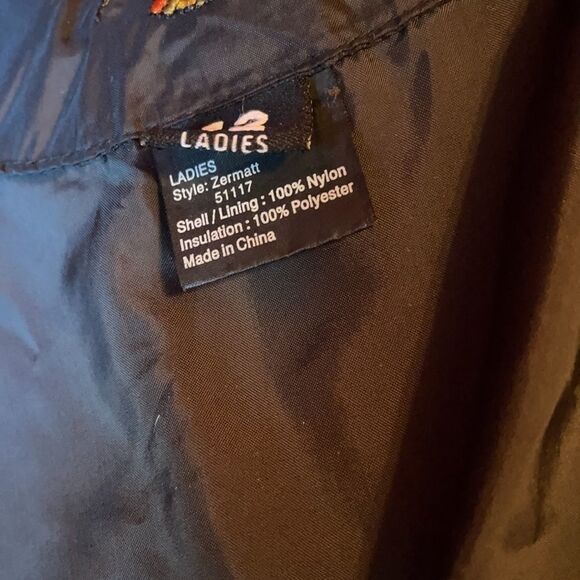 LADIES
LADIES
Style: Zermatt
51117
Shell / Lining : 100% Nylon
Insulation : 100% Polyester
Made in China